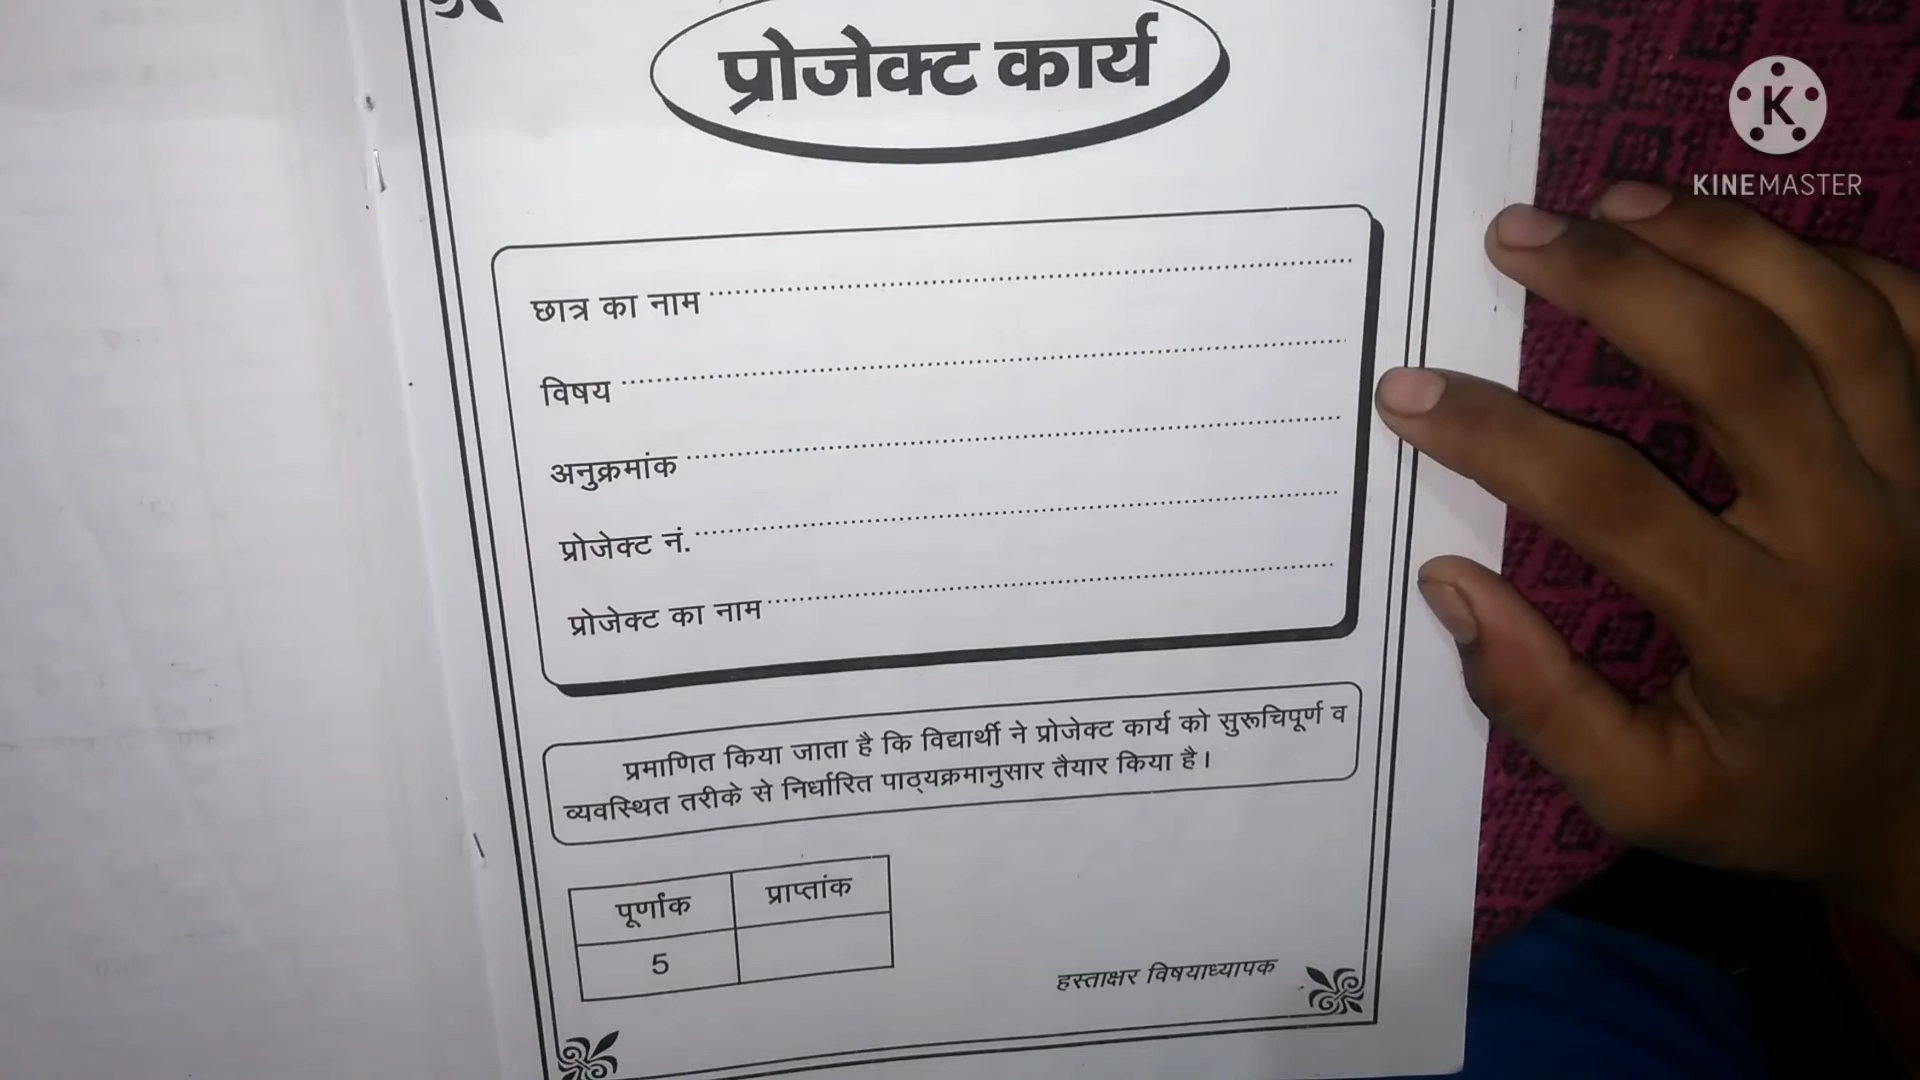 प्रोजेक्ट कार्य
KINEMASTER
छात्र का नाम
विषय
अनुक्रमांक
प्रोजेक्ट नं.
प्रोजेक्ट का नाम
प्रमाणित किया जाता है कि विद्यार्थी ने प्रोजेक्ट कार्य को सुरूचिपूर्ण व
व्यवस्थित तरीके से निर्धारित पाठ्यक्रमानुसार तैयार किया है।
पूर्णांक प्राप्तांक
5
हस्ताक्षर विषयाध्यापक